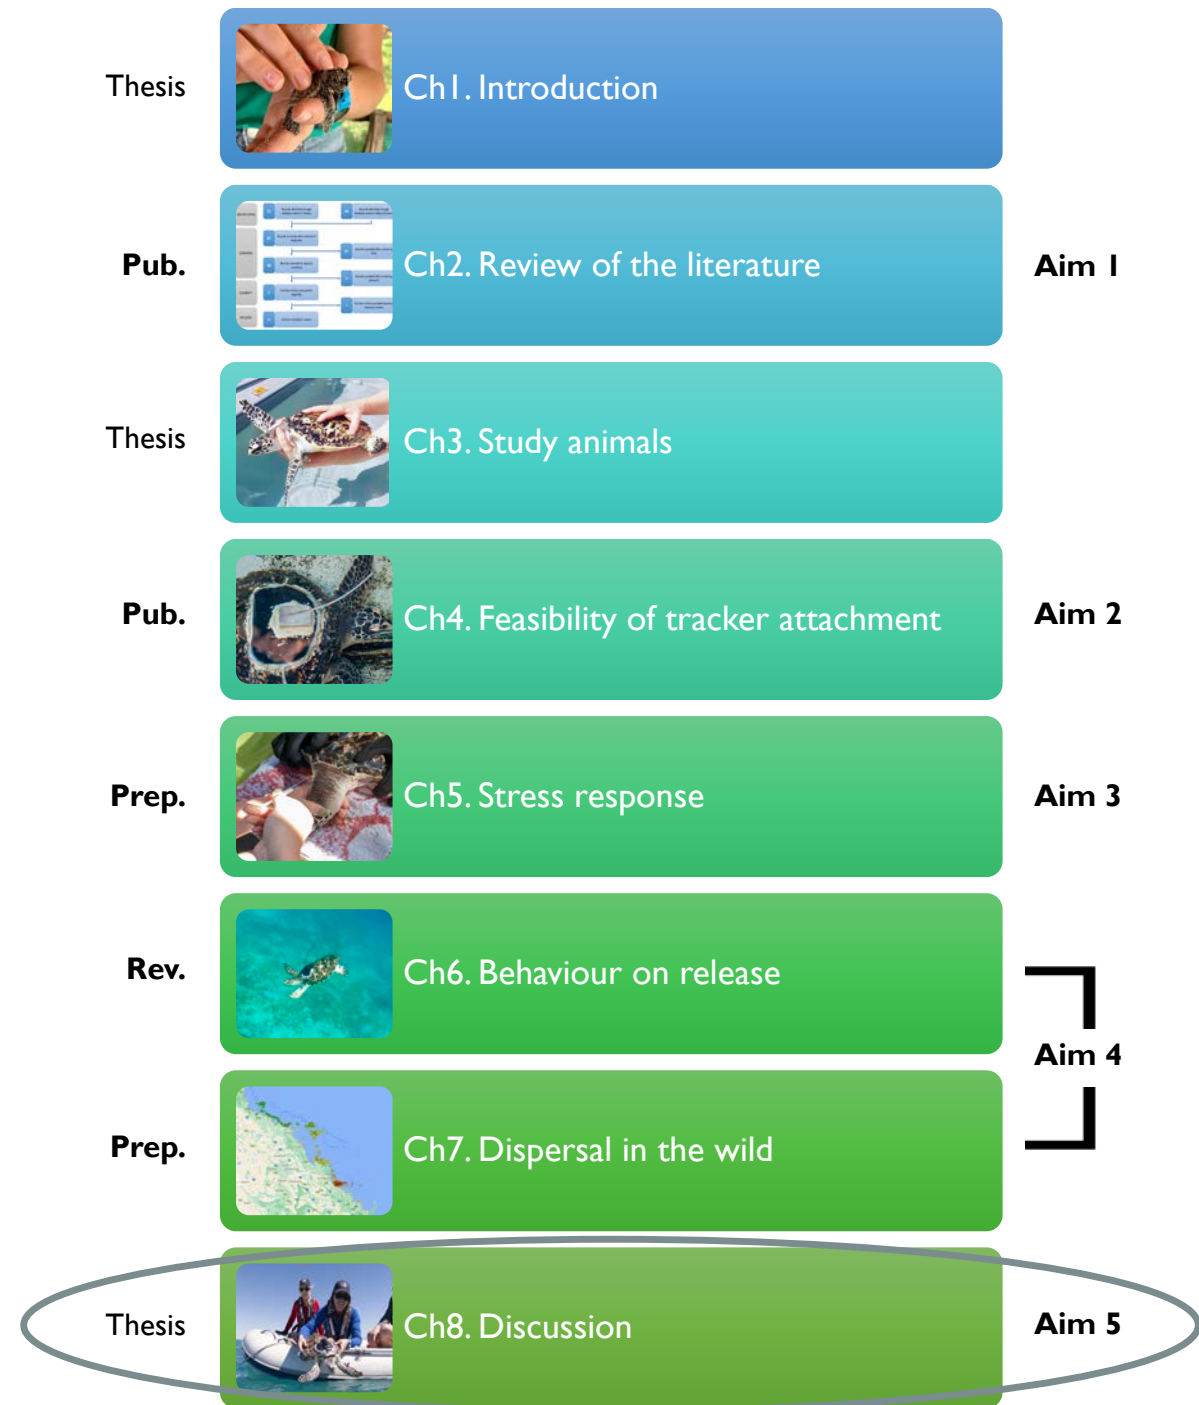 Thesis
Ch1. Introduction
Pub.
Ch2. Review of the literature
Aim 1
Thesis
Ch3. Study animals
Pub.
Ch4. Feasibility of tracker attachment
Aim 2
Prep.
Ch5. Stress response
Aim 3
Rev.
Ch6. Behaviour on release
Aim 4
Prep.
Ch7. Dispersal in the wild
Thesis
Ch8. Discussion
Aim 5